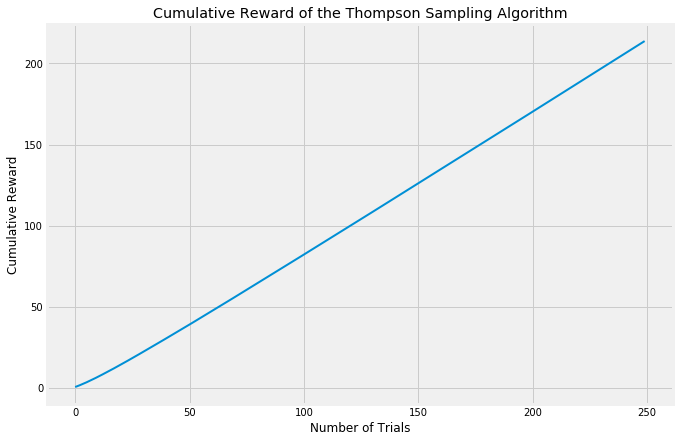 Cumulative Reward of the Thompson Sampling Algorithm
200
150
100
50
0
Cumulative Reward
0 50 100 150 200 250
Number of Trials